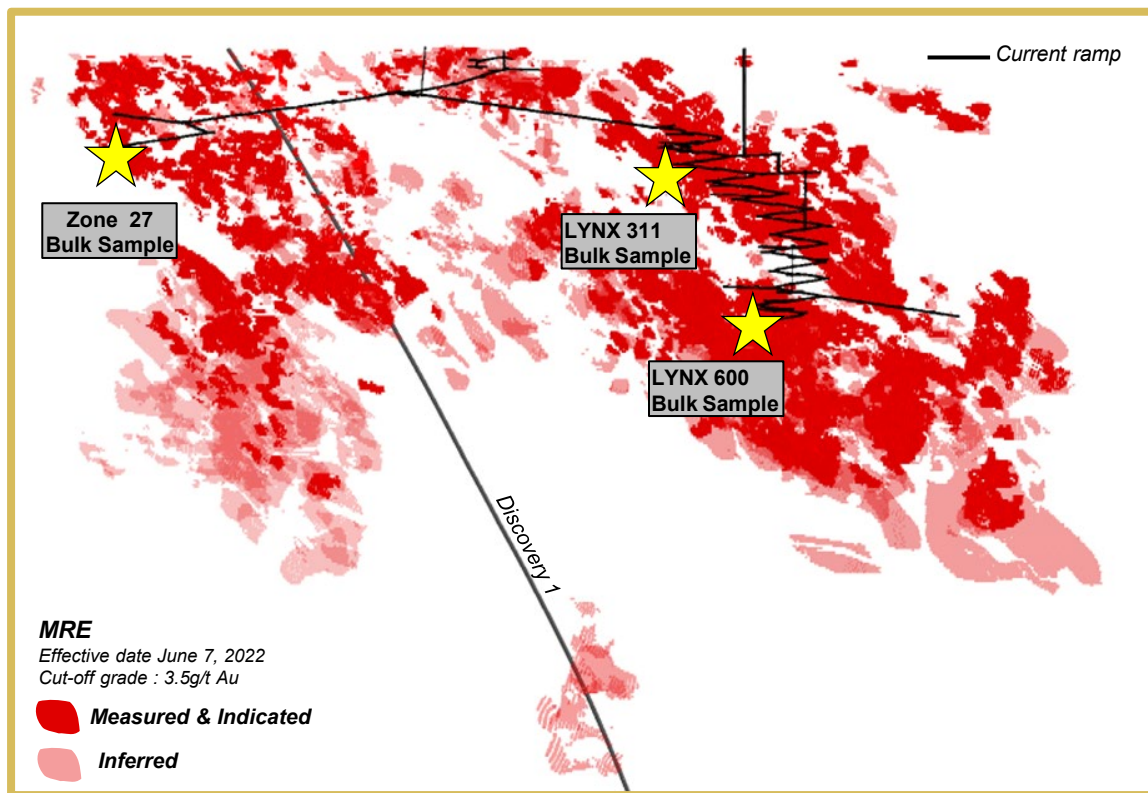 Current ramp
Zone 27
Bulk Sample
LYNX 311
Bulk Sample
LYNX 600
Bulk Sample
Discovery 1
MRE
Effective date June 7, 2022
Cut-off grade : 3.5g/t Au
Measured & Indicated
Inferred